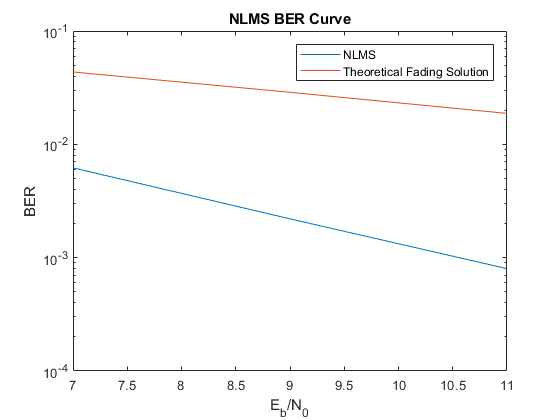 NLMS BER Curve
NLMS
Theoretical Fading Solution
BER
10^-1
10^-2
10^-3
10^-4
7
7.5
8
8.5
9
9.5
10
10.5
11
E_b/N_0